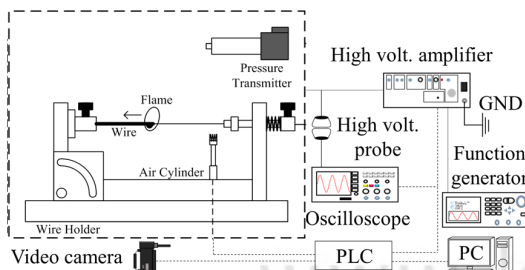 Pressure
Transmitter
High volt. amplifier
Flame
Wire
GND
High volt.
probe
Air Cylinder
Function
generator
Oscilloscope
Wire Holder
Video camera
PLC
PC